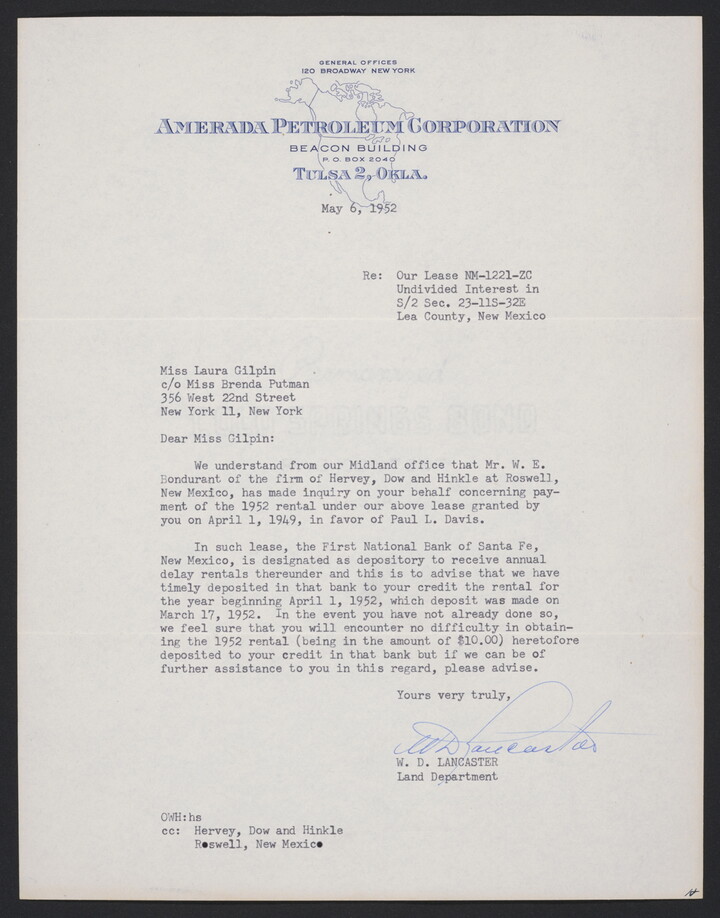 GENERAL OFFICES
120 BROADWAY NEW YORK
AMERADA PETROLEUM CORPORATION
BEACON BUILDING
P. O. BOX 2040
TULSA 2, OKLA.
May 6, 1952
Re: Our Lease NM-1221-ZC
Undivided Interest in
S/2 Sec. 23-11S-32E
Lea County, New Mexico
Miss Laura Gilpin
c/o Miss Brenda Putman
356 West 22nd Street
New York 11, New York
Dear Miss Gilpin:
We understand from our Midland office that Mr. W. E.
Bondurant of the firm of Hervey, Dow and Hinkle at Roswell,
New Mexico, has made inquiry on your behalf concerning pay-
ment of the 1952 rental under our above lease granted by
you on April 1, 1949, in favor of Paul L. Davis.
In such lease, the First National Bank of Santa Fe,
New Mexico, is designated as depository to receive annual
delay rentals thereunder and this is to advise that we have
timely deposited in that bank to your credit the rental for
the year beginning April 1, 1952, which deposit was made on
March 17, 1952. In the event you have not already done so,
we feel sure that you will encounter no difficulty in obtain-
ing the 1952 rental (being in the amount of $10.00) heretofore
deposited to your credit in that bank but if we can be of
further assistance to you in this regard, please advise.
Yours very truly,
W D Lancaster
W. D. LANCASTER
Land Department
OWH:hs
cc: Hervey, Dow and Hinkle
Roswell, New Mexico